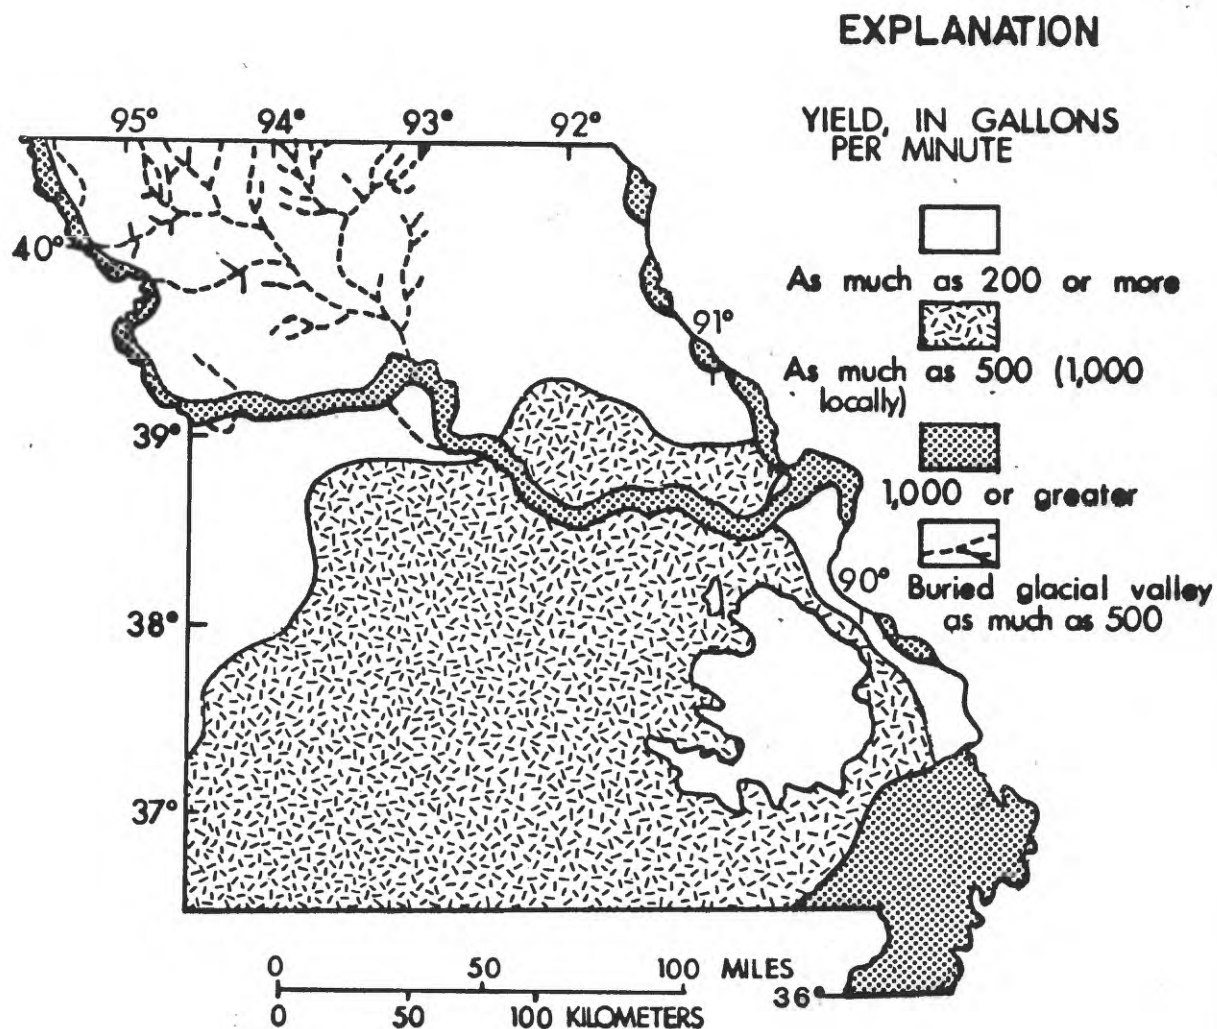 EXPLANATION
YIELD, IN GALLONS
PER MINUTE
As much as 200 or more
As much as 500 (1,000
locally)
1,000 or greater
Buried glacial valley
as much as 500
95° 94° 93° 92°
40°
91°
39°
90°
38°
37°
36°
0 50 100 MILES
0 50 100 KILOMETERS